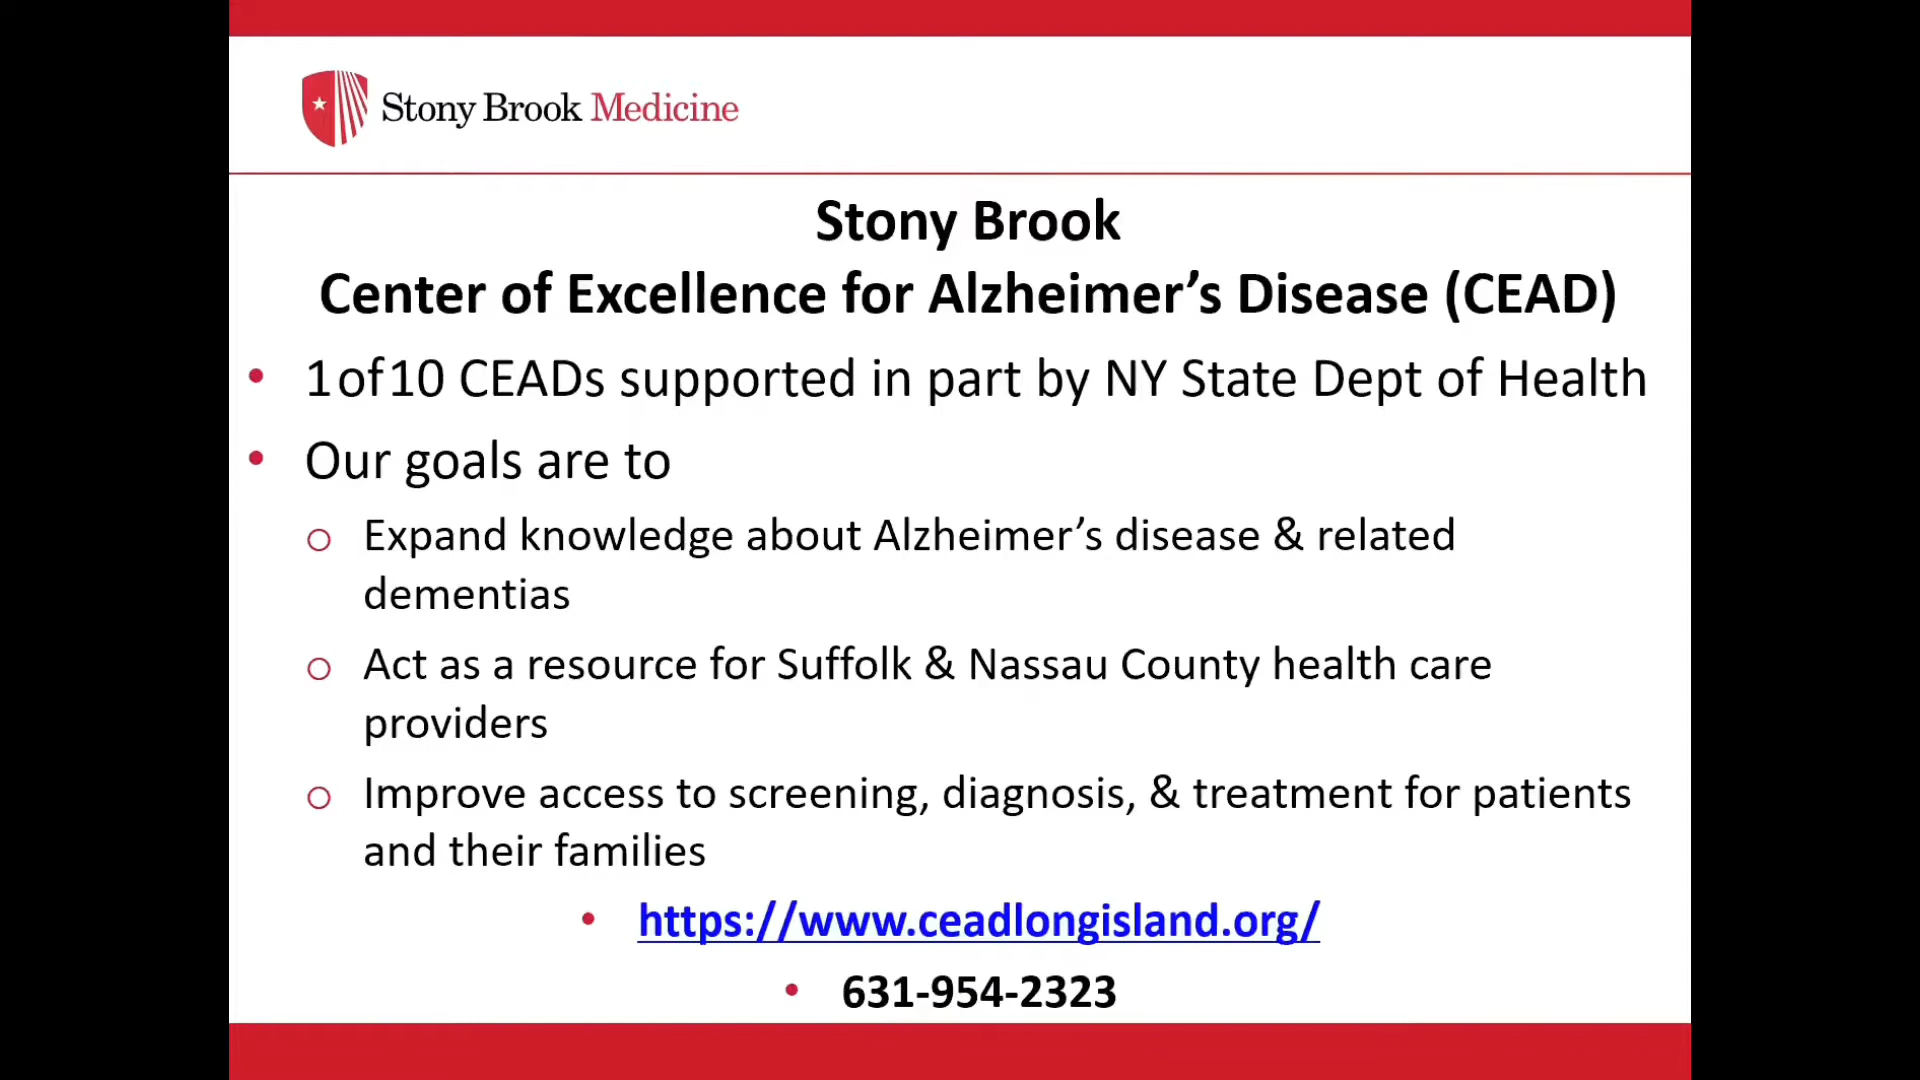 Stony Brook Medicine
Stony Brook
Center of Excellence for Alzheimer’s Disease (CEAD)
• 1of10 CEADs supported in part by NY State Dept of Health
• Our goals are to
o Expand knowledge about Alzheimer’s disease & related
dementias
o Act as a resource for Suffolk & Nassau County health care
providers
o Improve access to screening, diagnosis, & treatment for patients
and their families
• https://www.ceadlongisland.org/
• 631-954-2323